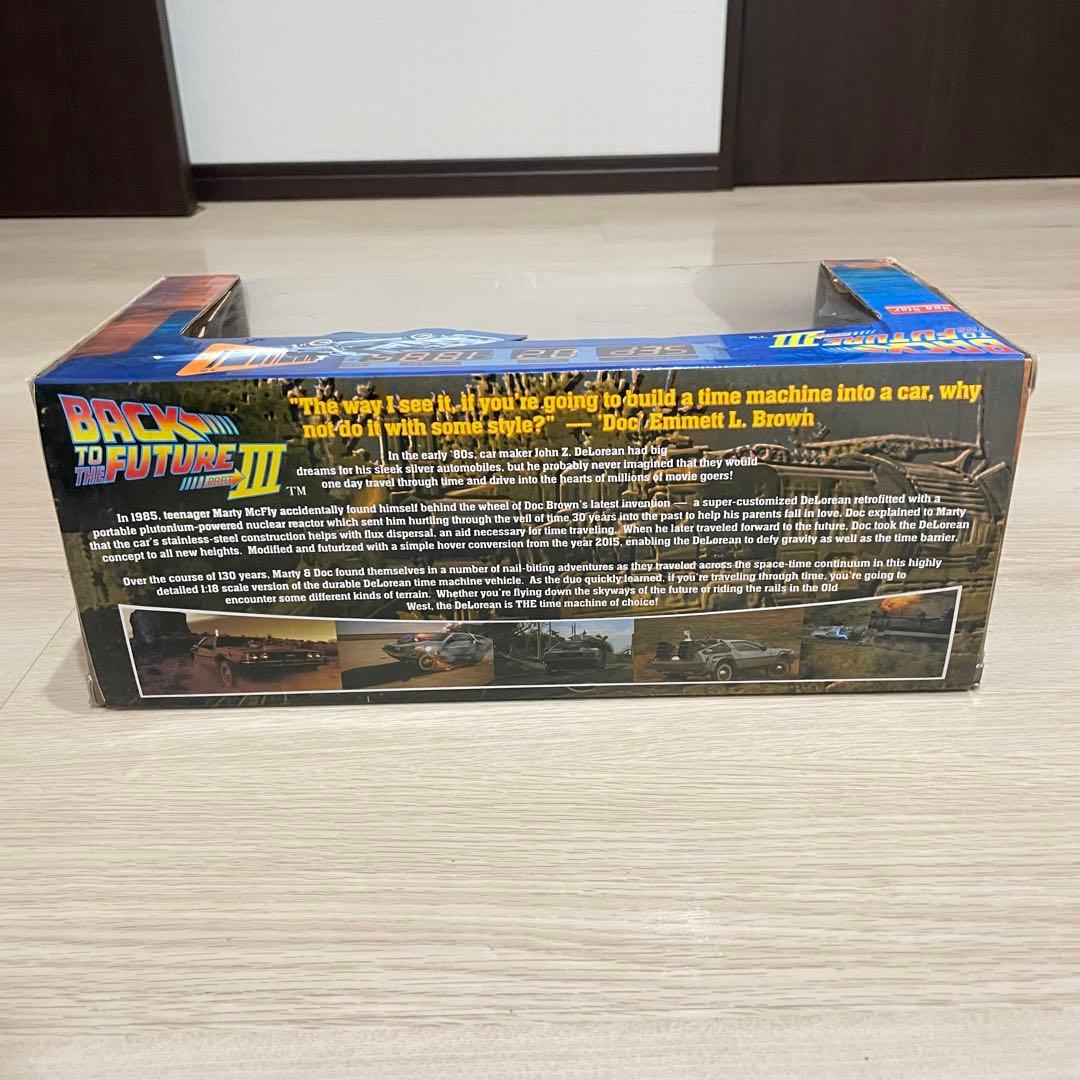 Sun Star
BACK
TO THE
FUTURE
PART III
TM
SEP 02 1885
BACK
TO
THE FUTURE
PART III
TM
"The way I see it, if you're going to build a time machine into a car, why
not do it with some style?" — 'Doc' Emmett L. Brown
In the early '80s, car maker John Z. DeLorean had big
dreams for his sleek silver automobiles, but he probably never imagined that they would
one day travel through time and drive into the hearts of millions of movie goers!
In 1985, teenager Marty McFly accidentally found himself behind the wheel of Doc Brown's latest invention — a super-customized DeLorean retrofitted with a
portable plutonium-powered nuclear reactor which sent him hurtling through the veil of time 30 years into the past to help his parents fall in love. Doc explained to Marty
that the car's stainless-steel construction helps with flux dispersal, an aid necessary for time traveling. When he later traveled forward to the future, Doc took the DeLorean
concept to all new heights. Modified and futurized with a simple hover conversion from the year 2015, enabling the DeLorean to defy gravity as well as the time barrier.
Over the course of 130 years, Marty & Doc found themselves in a number of nail-biting adventures as they traveled across the space-time continuum in this highly
detailed 1:18 scale version of the durable DeLorean time machine vehicle. As the duo quickly learned, if you're traveling through time, you're going to
encounter some different kinds of terrain. Whether you're flying down the skyways of the future or riding the rails in the Old
West, the DeLorean is THE time machine of choice!